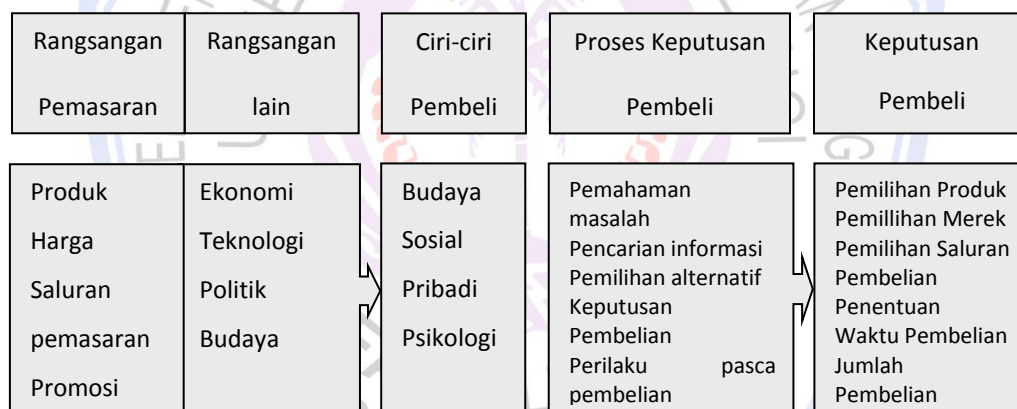 Rangsangan
Pemasaran
Rangsangan
lain
Ciri-ciri
Pembeli
Proses Keputusan
Pembeli
Keputusan
Pembeli
Produk
Harga
Saluran
pemasaran
Promosi
Ekonomi
Teknologi
Politik
Budaya
Budaya
Sosial
Pribadi
Psikologi
Pemahaman
masalah
Pencarian informasi
Pemilihan alternatif
Keputusan
Pembelian
Perilaku pasca
pembelian
Pemilihan Produk
Pemillihan Merek
Pemilihan Saluran
Pembelian
Penentuan
Waktu Pembelian
Jumlah
Pembelian